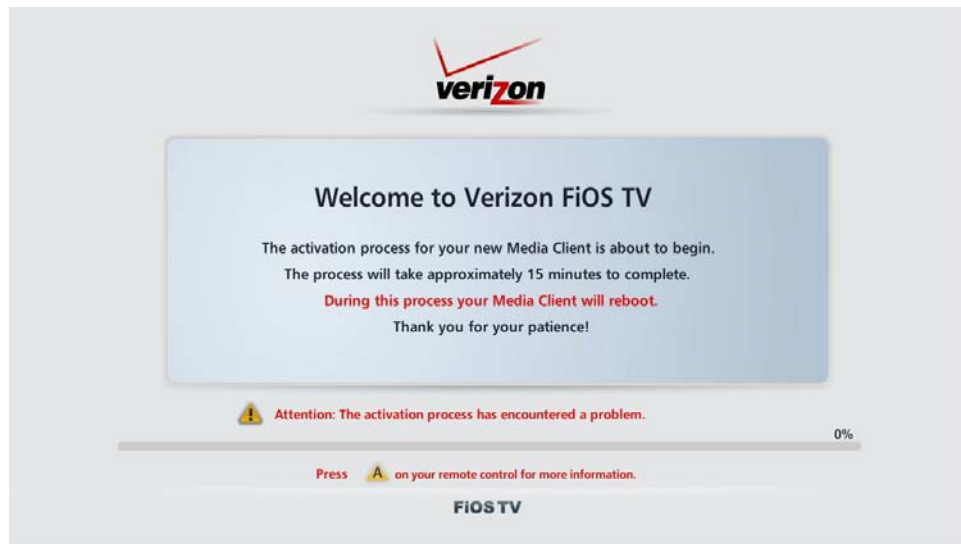 verizon
Welcome to Verizon FiOS TV
The activation process for your new Media Client is about to begin.
The process will take approximately 15 minutes to complete.
During this process your Media Client will reboot.
Thank you for your patience!
Attention: The activation process has encountered a problem.
0%
Press A on your remote control for more information.
FiOS TV